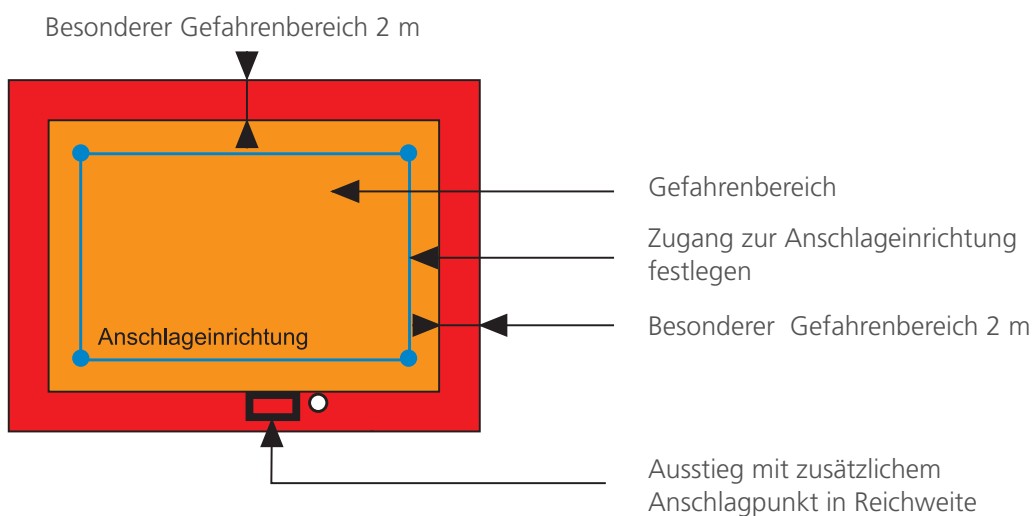 Besonderer Gefahrenbereich 2 m
Gefahrenbereich
Zugang zur Anschlageinrichtung
festlegen
Besonderer Gefahrenbereich 2 m
Anschlageinrichtung
Ausstieg mit zusätzlichem
Anschlagpunkt in Reichweite